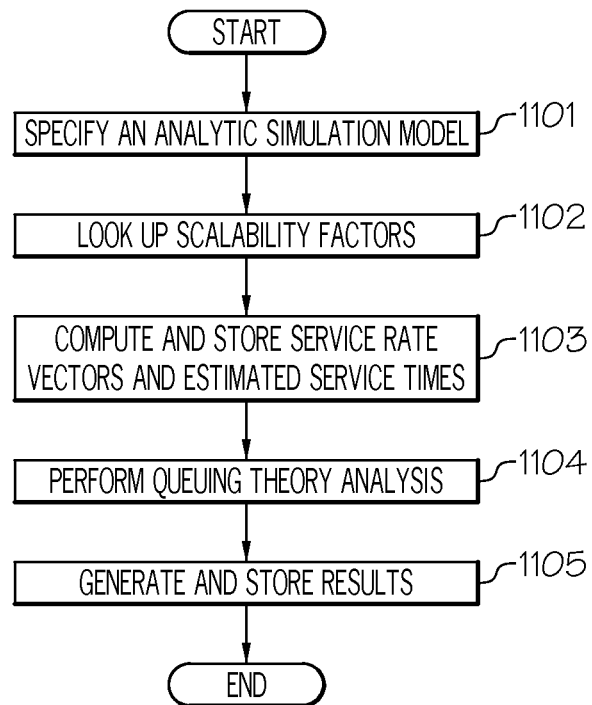 START
SPECIFY AN ANALYTIC SIMULATION MODEL
1101
LOOK UP SCALABILITY FACTORS
1102
COMPUTE AND STORE SERVICE RATE
VECTORS AND ESTIMATED SERVICE TIMES
1103
PERFORM QUEUING THEORY ANALYSIS
1104
GENERATE AND STORE RESULTS
1105
END